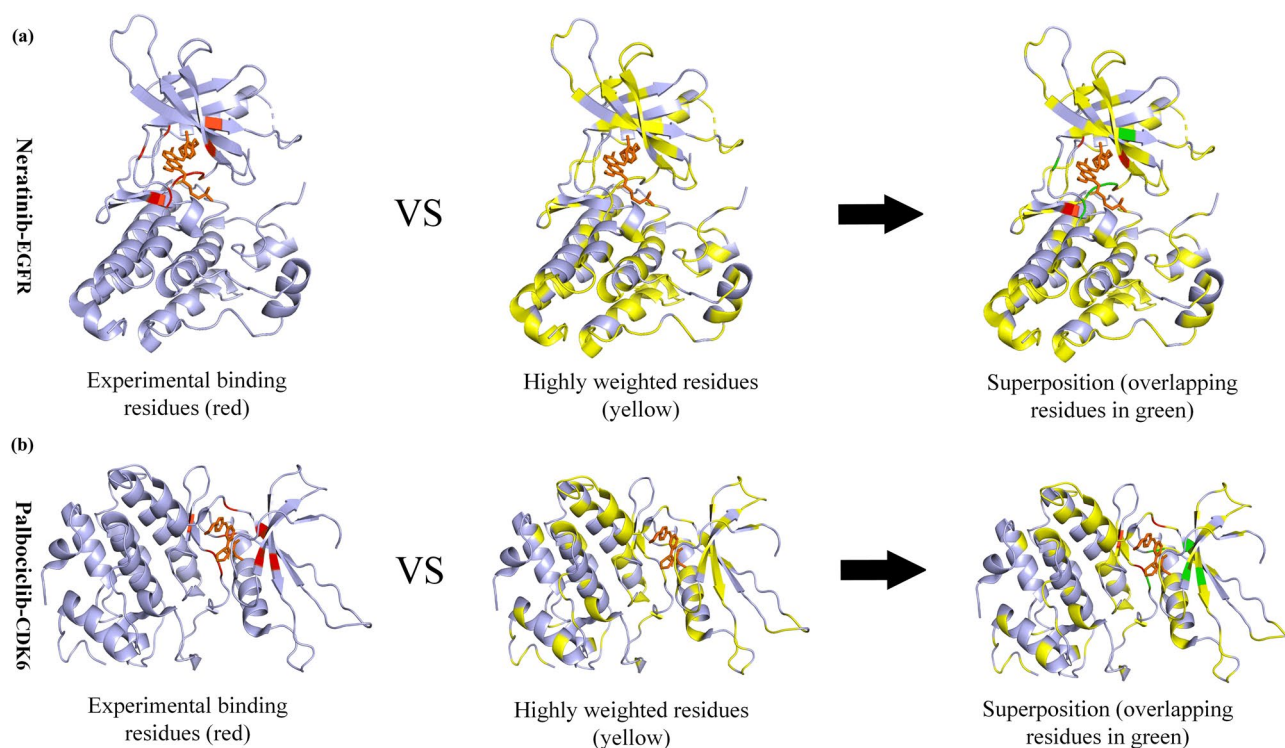 (a)
Neratinib-EGFR
VS
Experimental binding
residues (red)
Highly weighted residues
(yellow)
Superposition (overlapping
residues in green)
(b)
Palbociclib-CDK6
VS
Experimental binding
residues (red)
Highly weighted residues
(yellow)
Superposition (overlapping
residues in green)